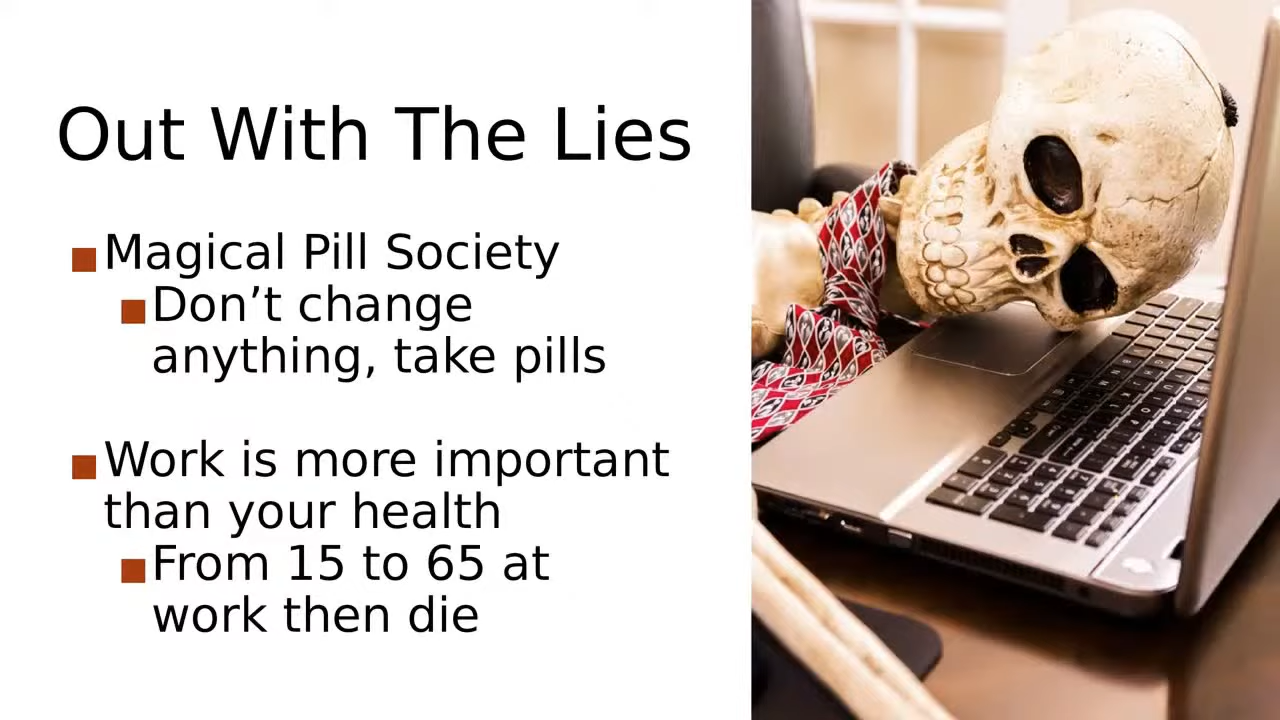 Out With The Lies
Magical Pill Society
Don’t change
anything, take pills
Work is more important
than your health
From 15 to 65 at
work then die